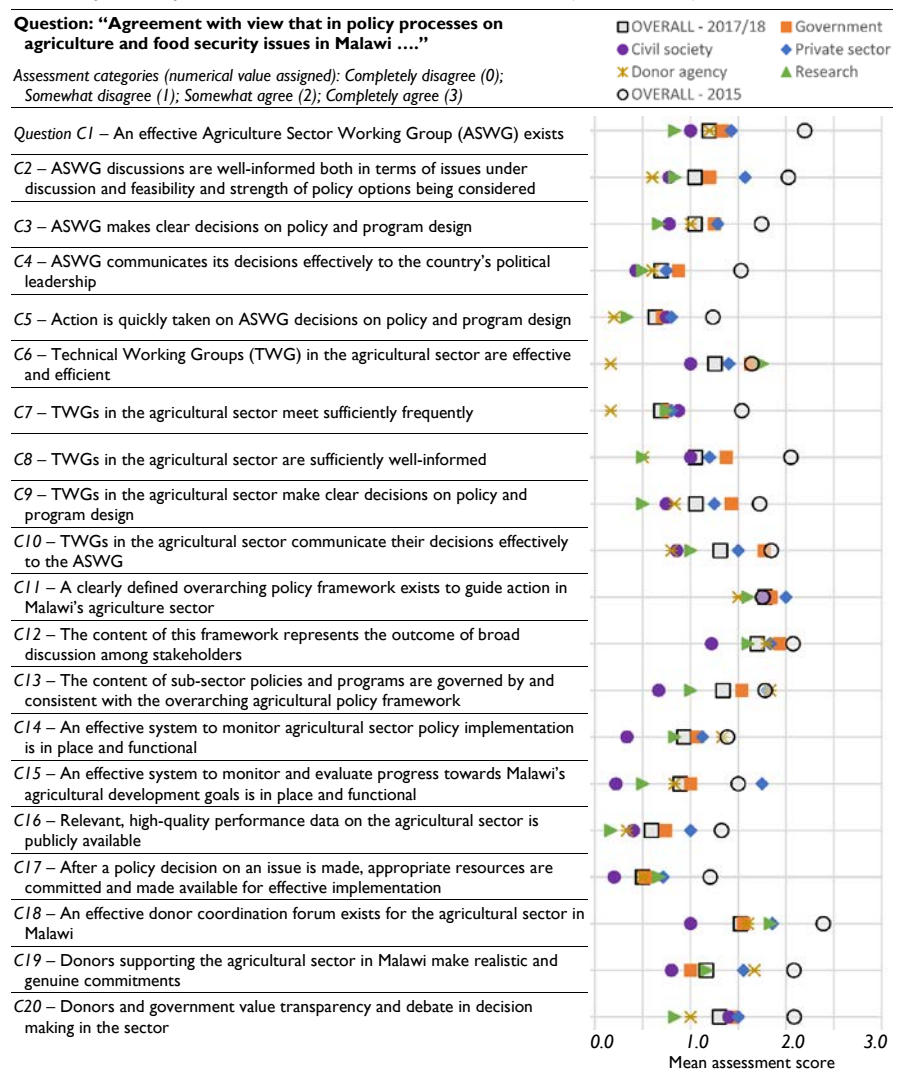 Question: “Agreement with view that in policy processes on
agriculture and food security issues in Malawi ….”
Assessment categories (numerical value assigned): Completely disagree (0);
Somewhat disagree (1); Somewhat agree (2); Completely agree (3)
OVERALL - 2017/18
Government
Civil society
Private sector
Donor agency
Research
OVERALL - 2015
Question C1 – An effective Agriculture Sector Working Group (ASWG) exists
C2 – ASWG discussions are well-informed both in terms of issues under
discussion and feasibility and strength of policy options being considered
C3 – ASWG makes clear decisions on policy and program design
C4 – ASWG communicates its decisions effectively to the country’s political
leadership
C5 – Action is quickly taken on ASWG decisions on policy and program design
C6 – Technical Working Groups (TWG) in the agricultural sector are effective
and efficient
C7 – TWGs in the agricultural sector meet sufficiently frequently
C8 – TWGs in the agricultural sector are sufficiently well-informed
C9 – TWGs in the agricultural sector make clear decisions on policy and
program design
C10 – TWGs in the agricultural sector communicate their decisions effectively
to the ASWG
C11 – A clearly defined overarching policy framework exists to guide action in
Malawi’s agriculture sector
C12 – The content of this framework represents the outcome of broad
discussion among stakeholders
C13 – The content of sub-sector policies and programs are governed by and
consistent with the overarching agricultural policy framework
C14 – An effective system to monitor agricultural sector policy implementation
is in place and functional
C15 – An effective system to monitor and evaluate progress towards Malawi’s
agricultural development goals is in place and functional
C16 – Relevant, high-quality performance data on the agricultural sector is
publicly available
C17 – After a policy decision on an issue is made, appropriate resources are
committed and made available for effective implementation
C18 – An effective donor coordination forum exists for the agricultural sector in
Malawi
C19 – Donors supporting the agricultural sector in Malawi make realistic and
genuine commitments
C20 – Donors and government value transparency and debate in decision
making in the sector
0.0 1.0 2.0 3.0
Mean assessment score